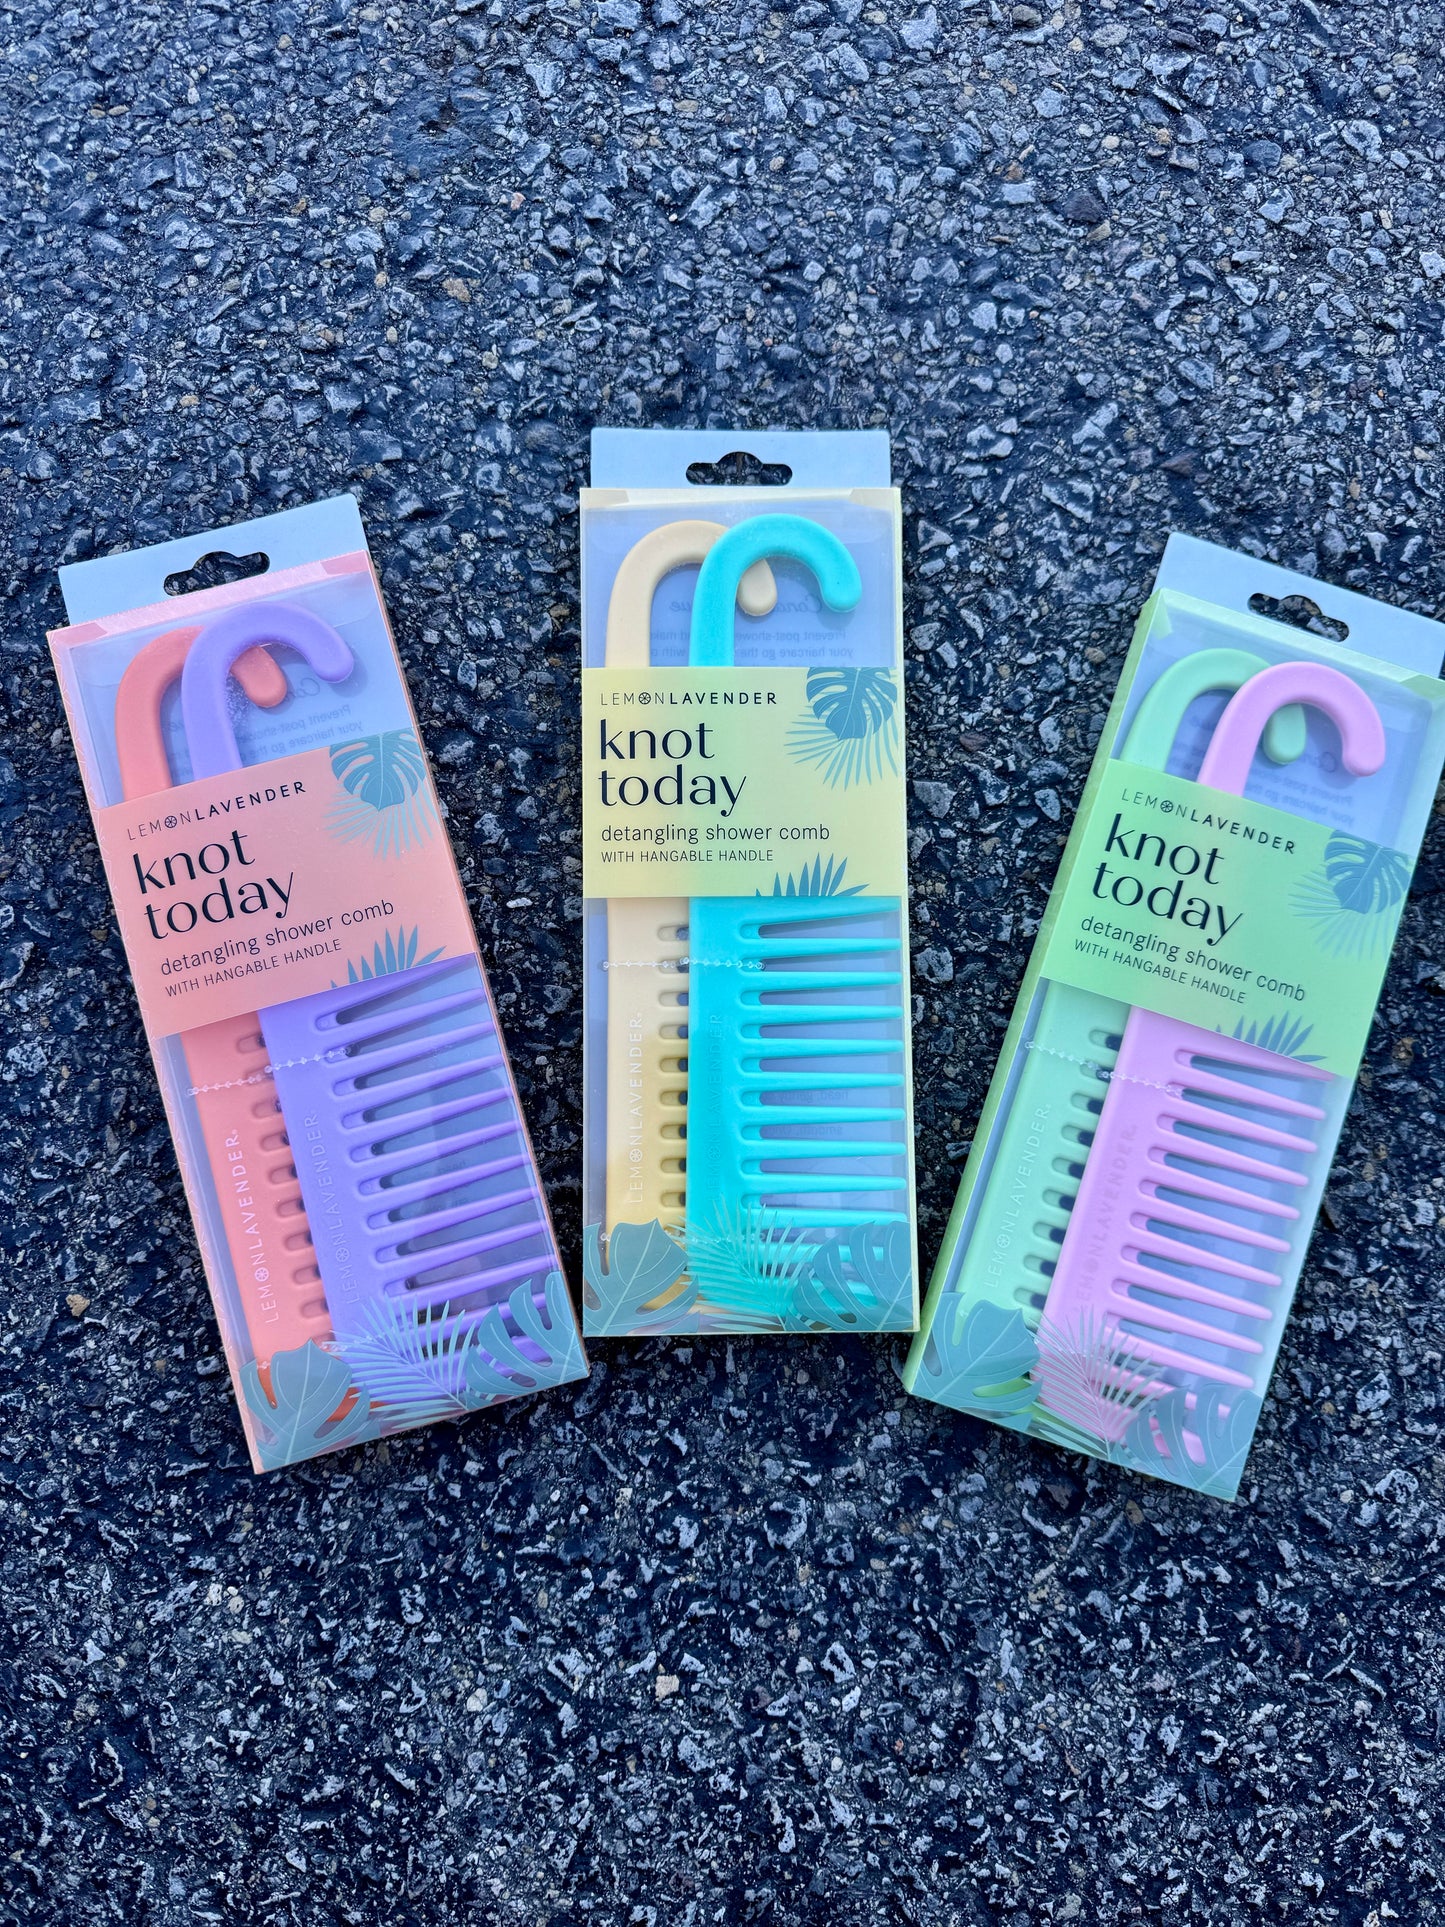 LEMONLAVENDER
knot
today
detangling shower comb
WITH HANGABLE HANDLE
LEMONLAVENDER®
LEMONLAVENDER
LEMONLAVENDER
knot
today
detangling shower comb
WITH HANGABLE HANDLE
LEMONLAVENDER®
LEMONLAVENDER
LEMONLAVENDER
knot
today
detangling shower comb
WITH HANGABLE HANDLE
LEMONLAVENDER
LEMONLAVENDER